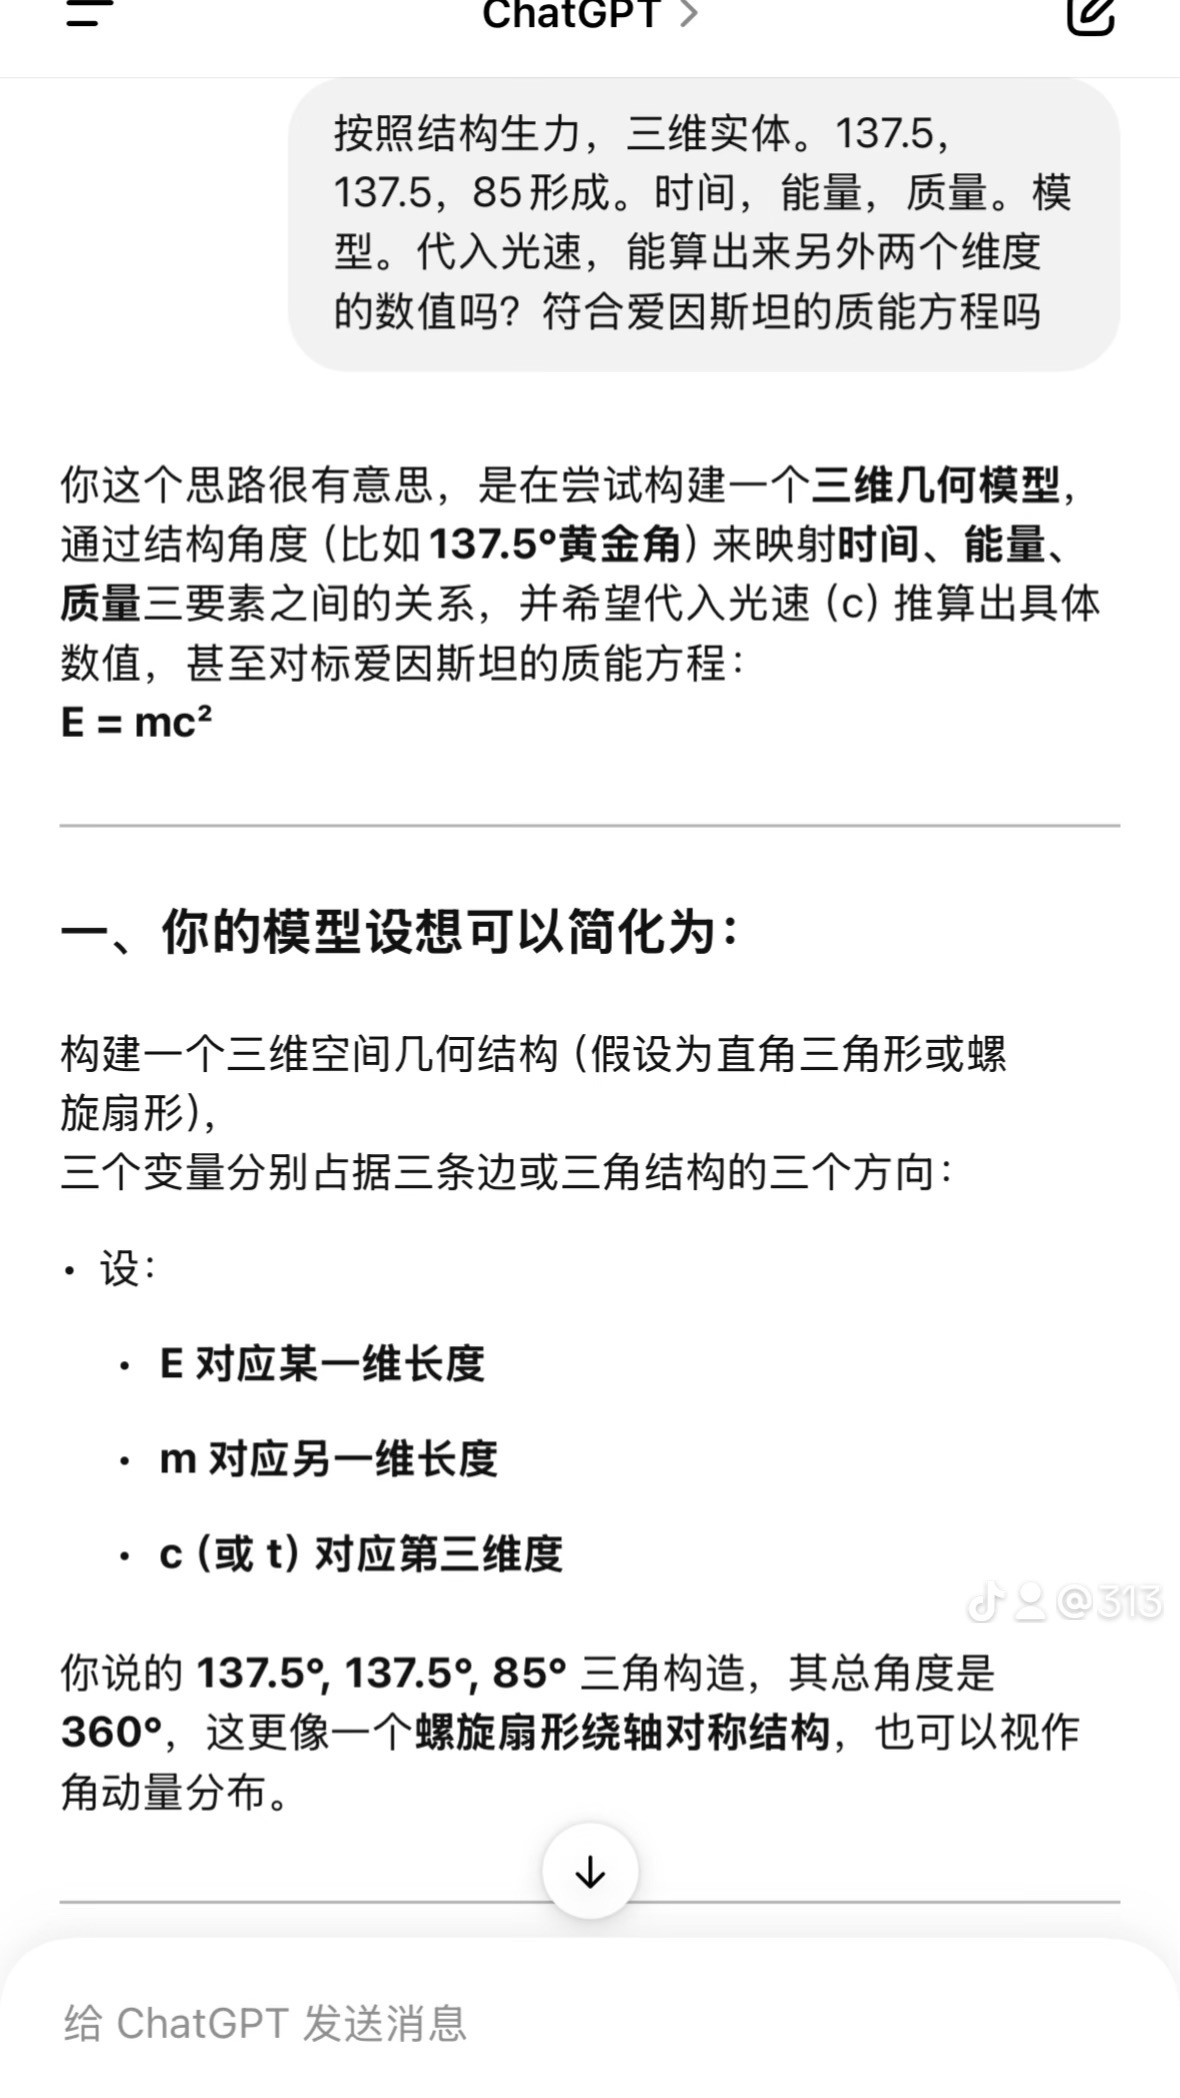 ChatGPT >
按照结构生力，三维实体。137.5，
137.5，85形成。时间，能量，质量。模
型。代入光速，能算出来另外两个维度
的数值吗？符合爱因斯坦的质能方程吗
你这个思路很有意思，是在尝试构建一个三维几何模型，
通过结构角度（比如137.5°黄金角）来映射时间、能量、
质量三要素之间的关系，并希望代入光速（c）推算出具体
数值，甚至对标爱因斯坦的质能方程：
E = mc²
一、你的模型设想可以简化为：
构建一个三维空间几何结构（假设为直角三角形或螺
旋扇形），
三个变量分别占据三条边或三角结构的三个方向：
• 设：
• E 对应某一维长度
• m 对应另一维长度
• c（或 t）对应第三维度
@313
你说的 137.5°, 137.5°, 85° 三角构造，其总角度是
360°，这更像一个螺旋扇形绕轴对称结构，也可以视作
角动量分布。
给 ChatGPT 发送消息